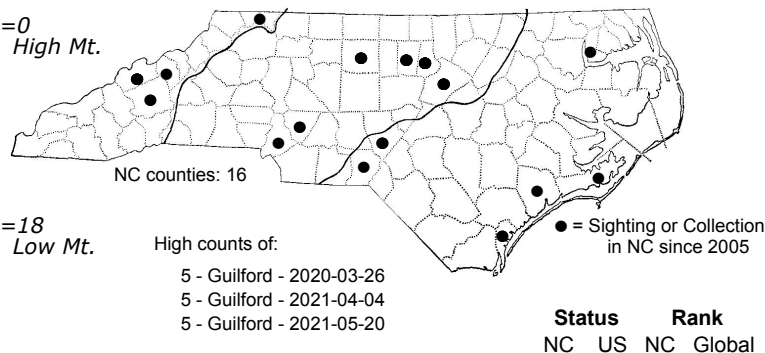 =0
High Mt.
NC counties: 16
=18
Low Mt.
High counts of:
5 - Guilford - 2020-03-26
5 - Guilford - 2021-04-04
5 - Guilford - 2021-05-20
● = Sighting or Collection
in NC since 2005
Status Rank
NC US NC Global